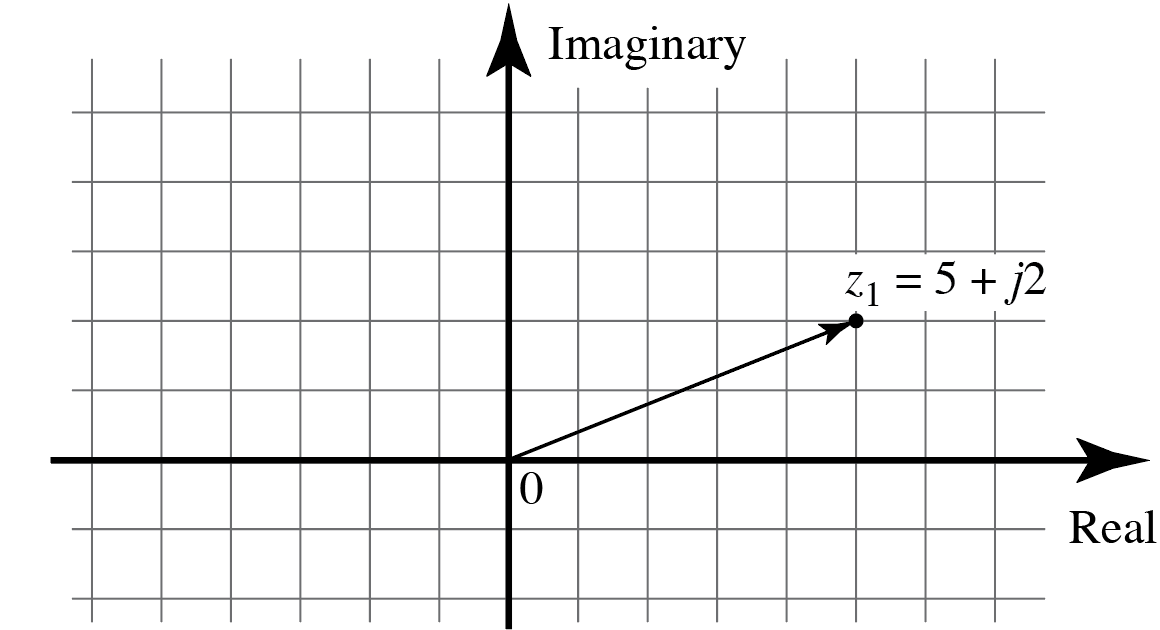 Imaginary
z₁ = 5 + j2
0
Real